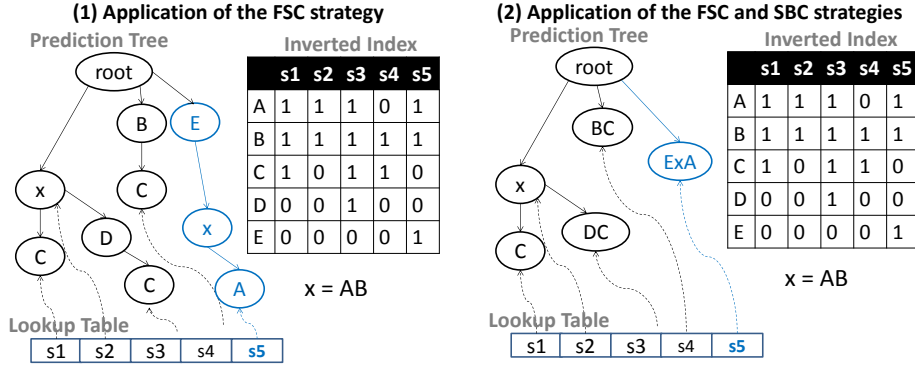 (1) Application of the FSC strategy
Prediction Tree
Inverted Index
root
s1 s2 s3 s4 s5
A 1 1 1 0 1
B 1 1 1 1 1
C 1 0 1 1 0
D 0 0 1 0 0
E 0 0 0 0 1
B
E
x
C
D
x
C
C
A
x = AB
Lookup Table
s1 s2 s3 s4 s5
(2) Application of the FSC and SBC strategies
Prediction Tree
Inverted Index
root
s1 s2 s3 s4 s5
A 1 1 1 0 1
B 1 1 1 1 1
C 1 0 1 1 0
D 0 0 1 0 0
E 0 0 0 0 1
BC
ExA
x
DC
C
x = AB
Lookup Table
s1 s2 s3 s4 s5